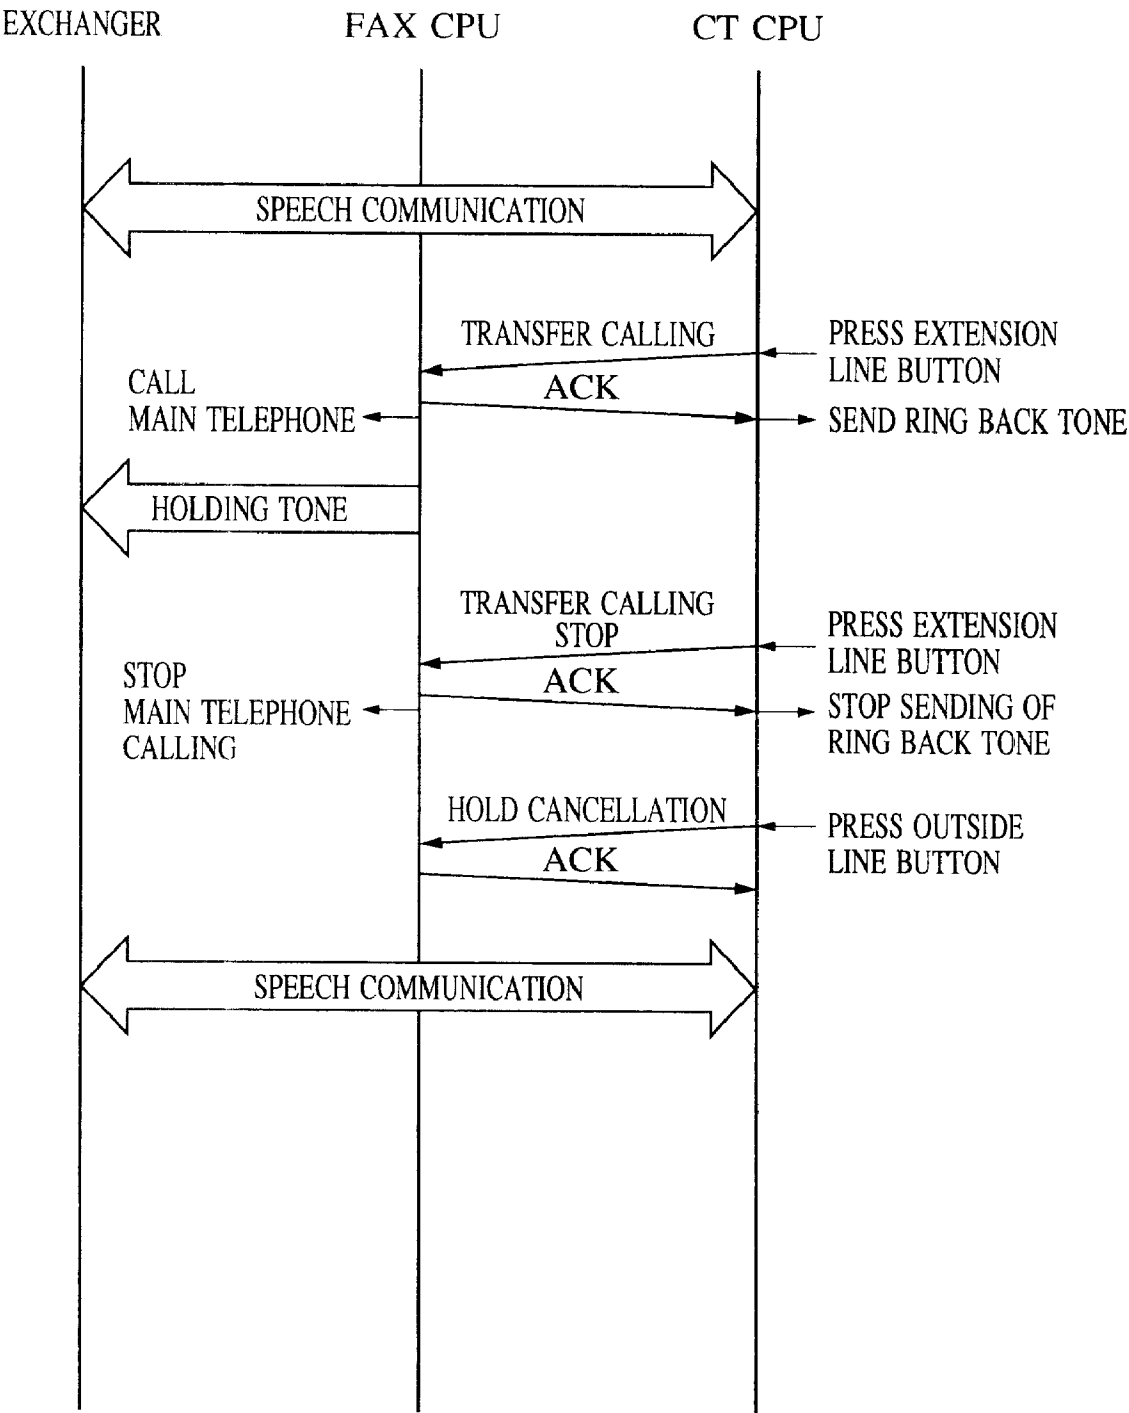 EXCHANGER
FAX CPU
CT CPU
SPEECH COMMUNICATION
TRANSFER CALLING
PRESS EXTENSION
LINE BUTTON
CALL
MAIN TELEPHONE
ACK
SEND RING BACK TONE
HOLDING TONE
TRANSFER CALLING
STOP
PRESS EXTENSION
LINE BUTTON
STOP
MAIN TELEPHONE
CALLING
ACK
STOP SENDING OF
RING BACK TONE
HOLD CANCELLATION
PRESS OUTSIDE
LINE BUTTON
ACK
SPEECH COMMUNICATION